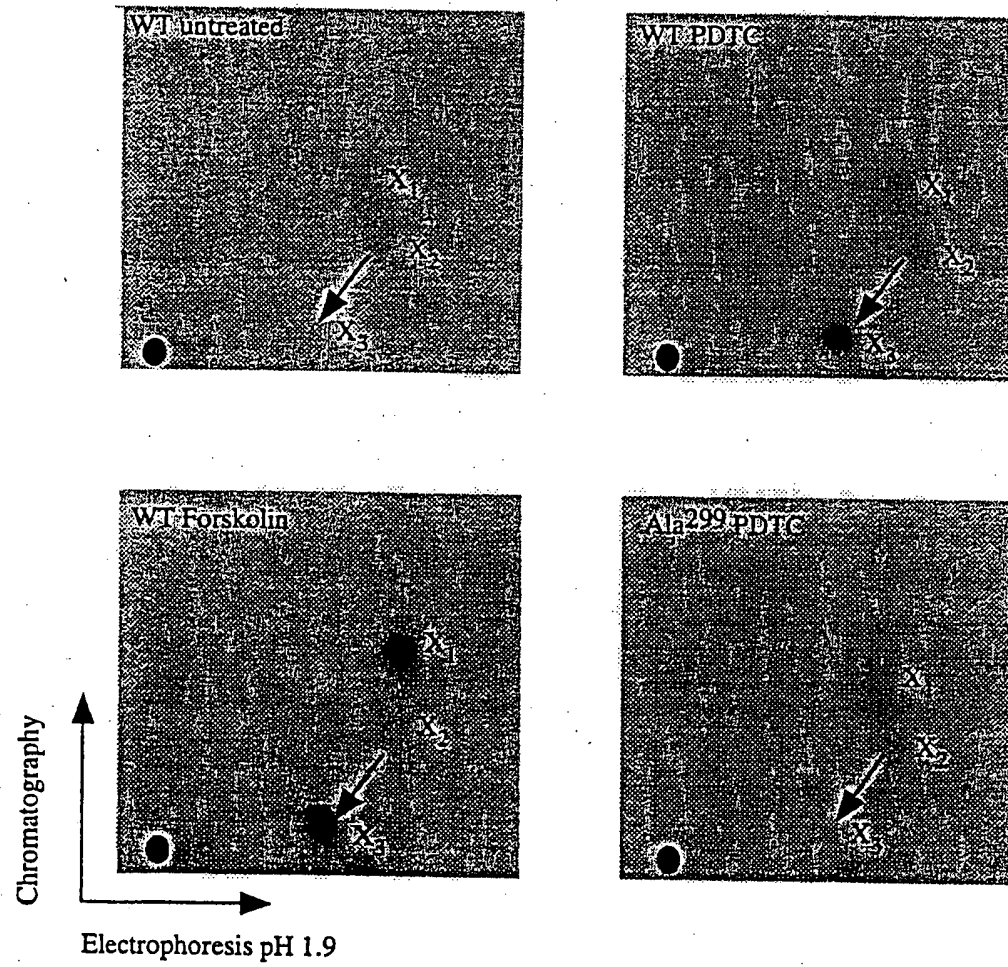 WT untreated
X1
X2
X3
WT PDTC
X1
X2
X3
WT Forskolin
X1
X2
X3
Ala299 PDTC
X1
X2
X3
Chromatography
Electrophoresis pH 1.9